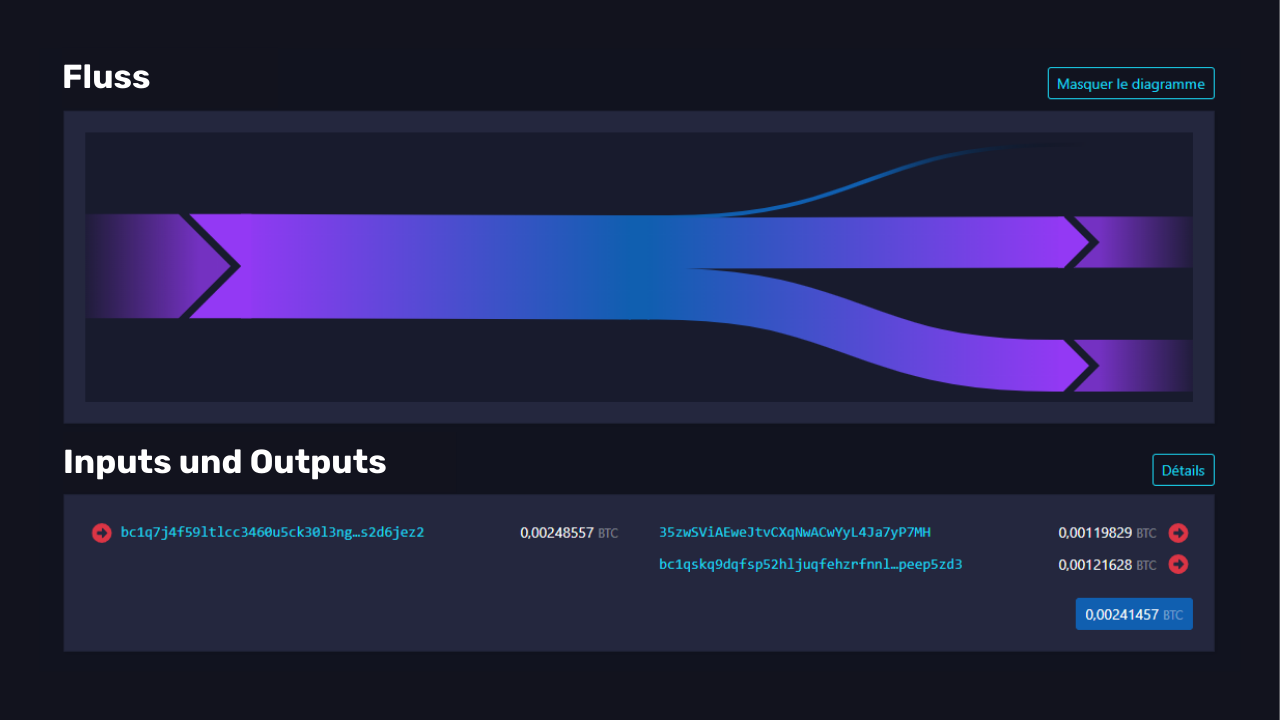 Fluss
Masquer le diagramme
Inputs und Outputs
Détails
bc1q7j4f59ltlcc3460u5ck30l3ng…s2d6jez2 0,00248557 BTC 35zwSViAEweJtvCXqNwACwYyL4Ja7yP7MH 0,00119829 BTC
bc1qskq9dqfsp52hljuqfehzrfnnl…peep5zd3 0,00121628 BTC
0,00241457 BTC